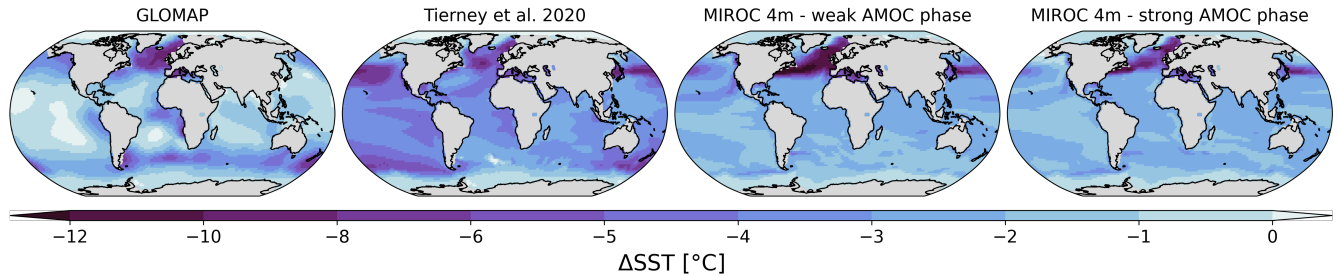 GLOMAP
Tierney et al. 2020
MIROC 4m - weak AMOC phase
MIROC 4m - strong AMOC phase
−12 −10 −8 −6 −5 −4 −3 −2 −1 0
ΔSST [°C]